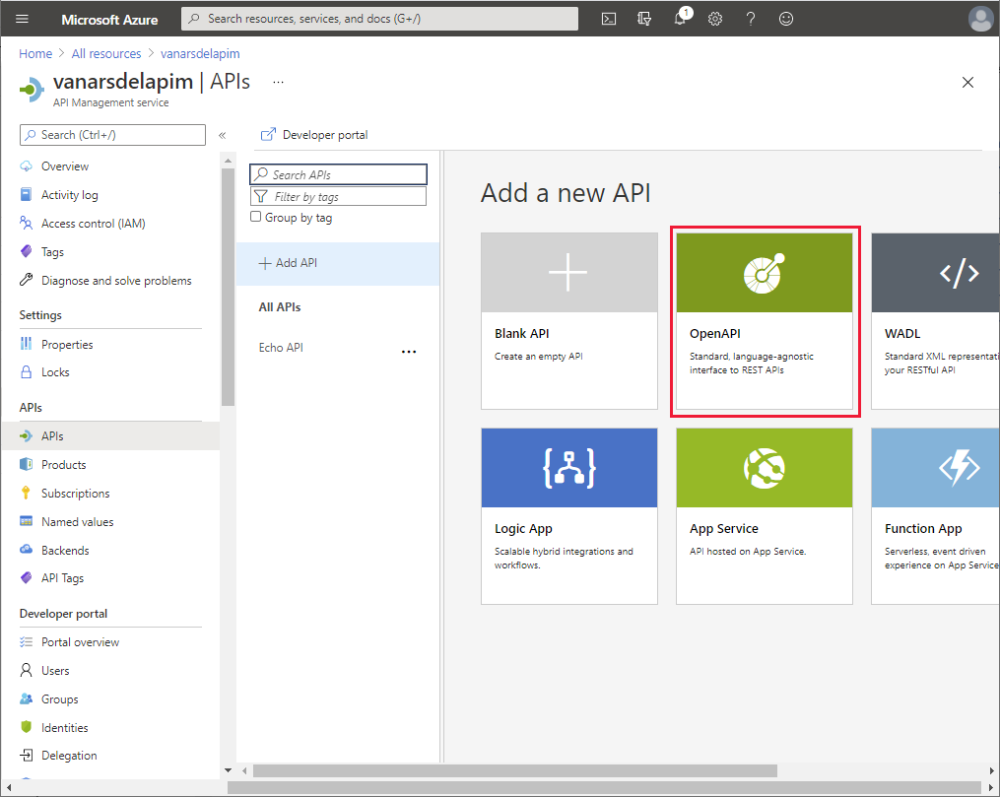 Microsoft Azure
Search resources, services, and docs (G+/)
1
Home > All resources > vanarsdelapim
vanarsdelapim | APIs ...
API Management service
Search (Ctrl+/)
«
Developer portal
Overview
Activity log
Access control (IAM)
Tags
Diagnose and solve problems
Settings
Properties
Locks
APIs
APIs
Products
Subscriptions
Named values
Backends
API Tags
Developer portal
Portal overview
Users
Groups
Identities
Delegation
Search APIs
Filter by tags
Group by tag
+ Add API
All APIs
Echo API ...
Add a new API
Blank API
Create an empty API
OpenAPI
Standard, language-agnostic
interface to REST APIs
WADL
Standard XML representati
your RESTful API
Logic App
Scalable hybrid integrations and
workflows.
App Service
API hosted on App Service.
Function App
Serverless, event driven
experience on App Service